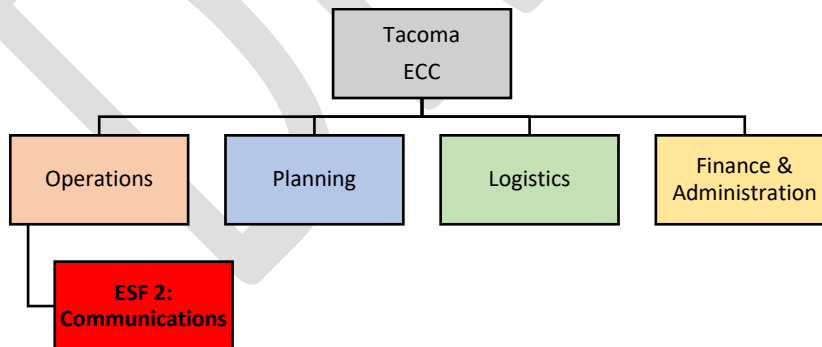 Tacoma
ECC
Operations
Planning
Logistics
Finance &
Administration
ESF 2:
Communications